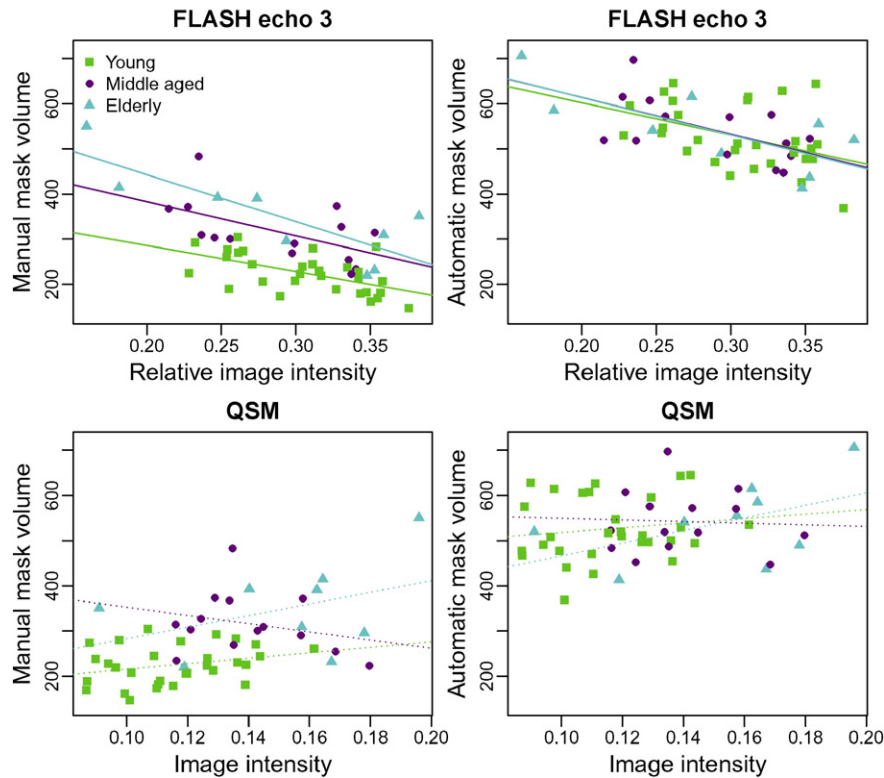 FLASH echo 3
Manual mask volume
600
400
200
Young
Middle aged
Elderly
0.20 0.25 0.30 0.35
Relative image intensity
FLASH echo 3
Automatic mask volume
600
400
200
0.20 0.25 0.30 0.35
Relative image intensity
QSM
Manual mask volume
600
400
200
0.10 0.12 0.14 0.16 0.18 0.20
Image intensity
QSM
Automatic mask volume
600
400
200
0.10 0.12 0.14 0.16 0.18 0.20
Image intensity